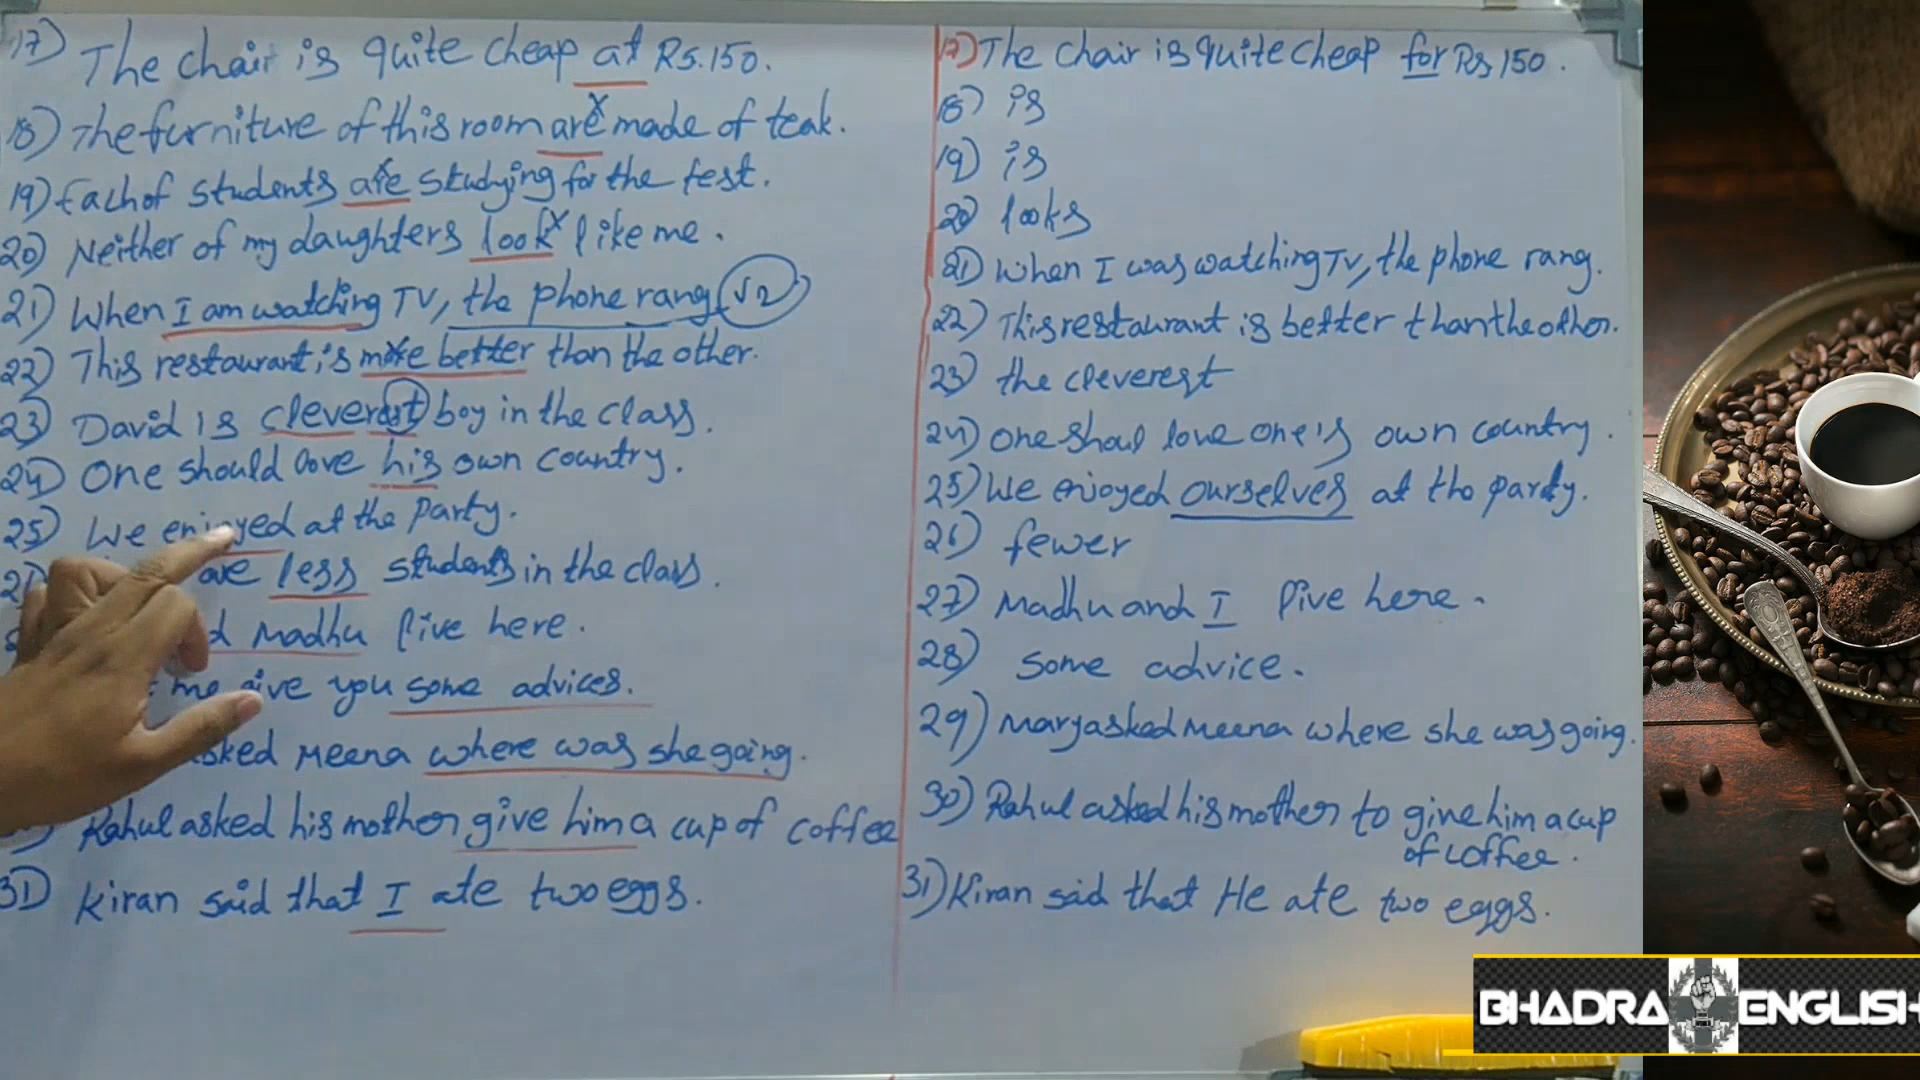 17) The chair is quite cheap at Rs.150.
18) The furniture of this room are made of teak.
19) Each of students are studying for the test.
20) Neither of my daughters look like me.
21) When I am watching TV, the phone rang. V2
22) This restaurant is more better than the other.
23) David is cleverest boy in the class.
24) One should love his own country.
25) We enjoyed at the Party.
are less students in the class.
d Madhu live here.
me give you some advices.
asked Meena where was she going.
Rahul asked his mother give him a cup of coffee
31) Kiran said that I ate two eggs.
17) The chair is quite cheap for Rs 150.
18) is
19) is
20) looks
21) When I was watching TV, the phone rang.
22) This restaurant is better than the other.
23) the cleverest
24) One shoul love one's own country.
25) We enjoyed ourselves at the party.
26) fewer
27) Madhu and I live here.
28) some advice.
29) Mary asked Meena where she was going.
30) Rahul asked his mother to give him a cup
of coffee.
31) Kiran said that He ate two eggs.
BHADRA ENGLISH